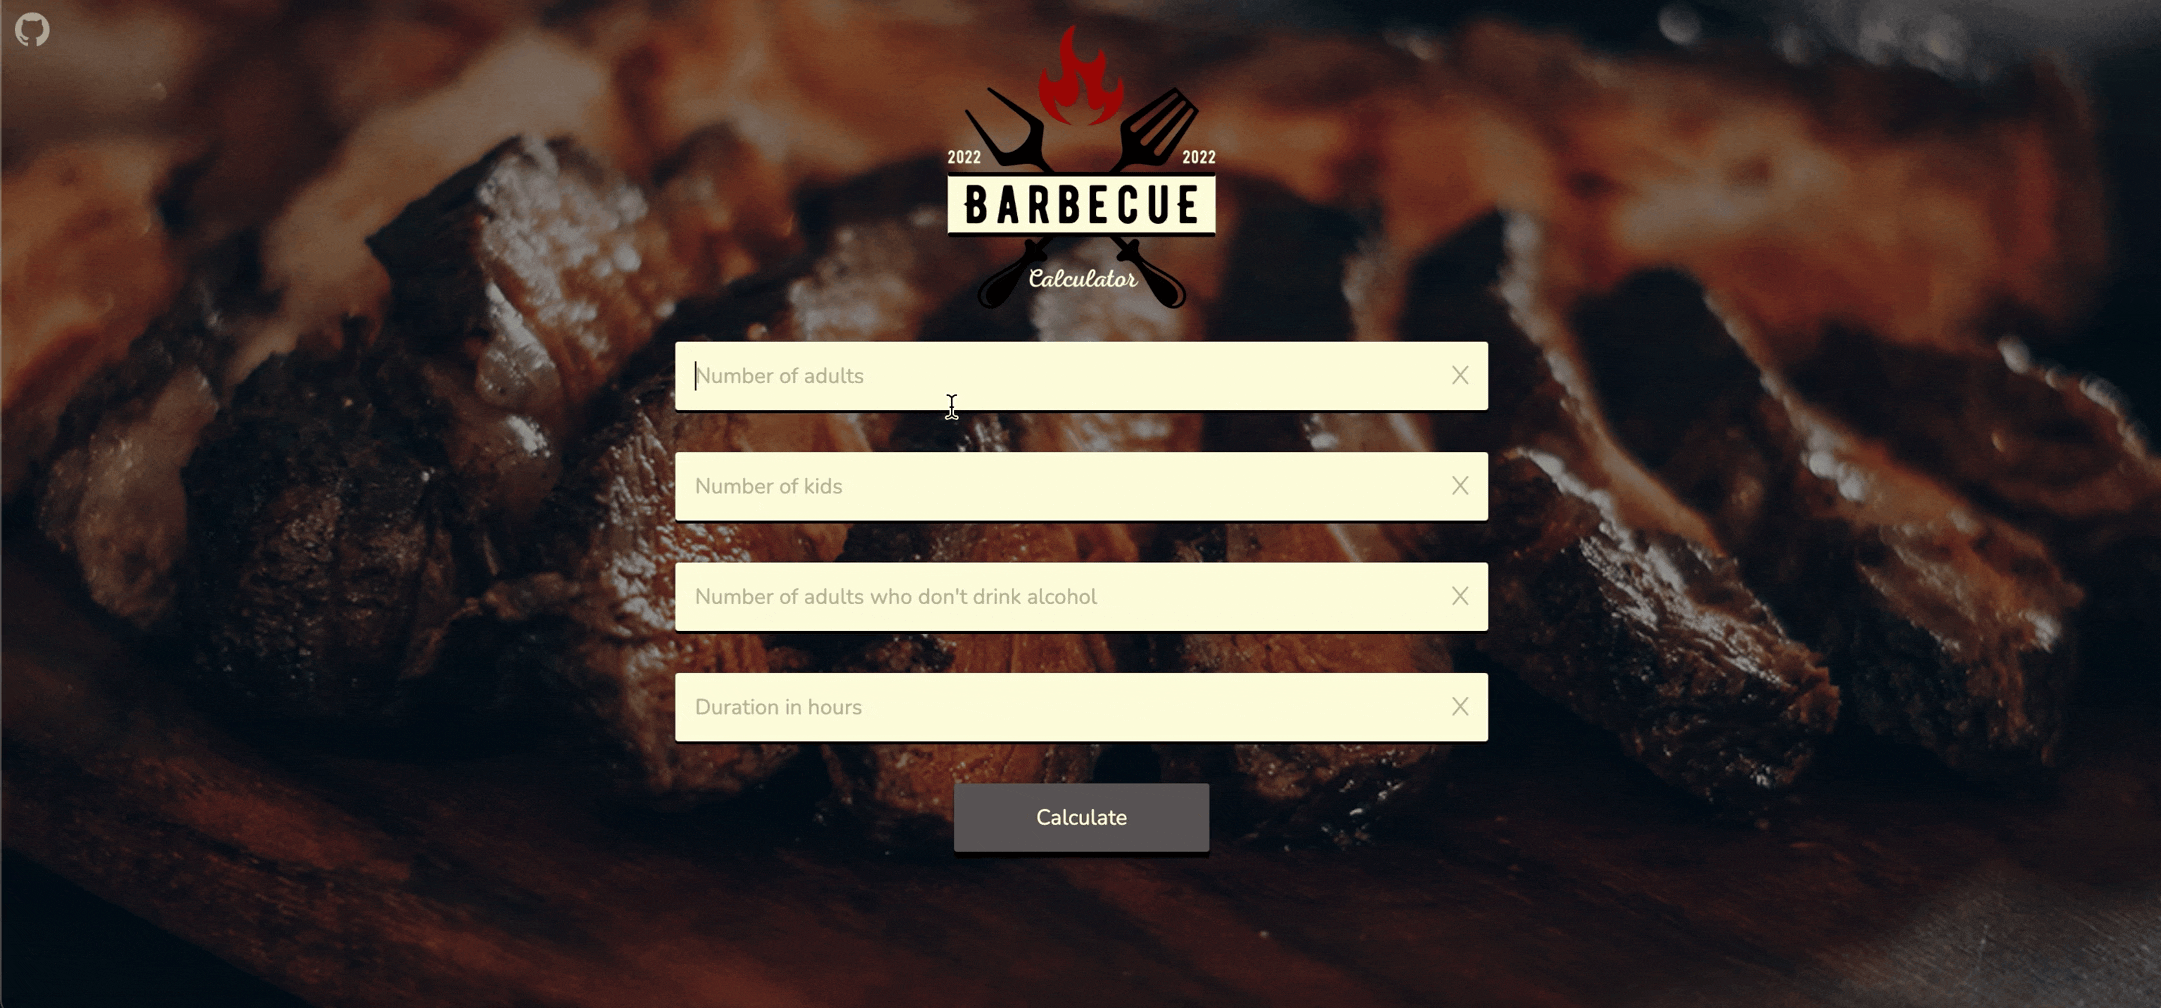 2022
2022
BARBECUE
Calculator
Number of adults
X
Number of kids
X
Number of adults who don't drink alcohol
X
Duration in hours
X
Calculate